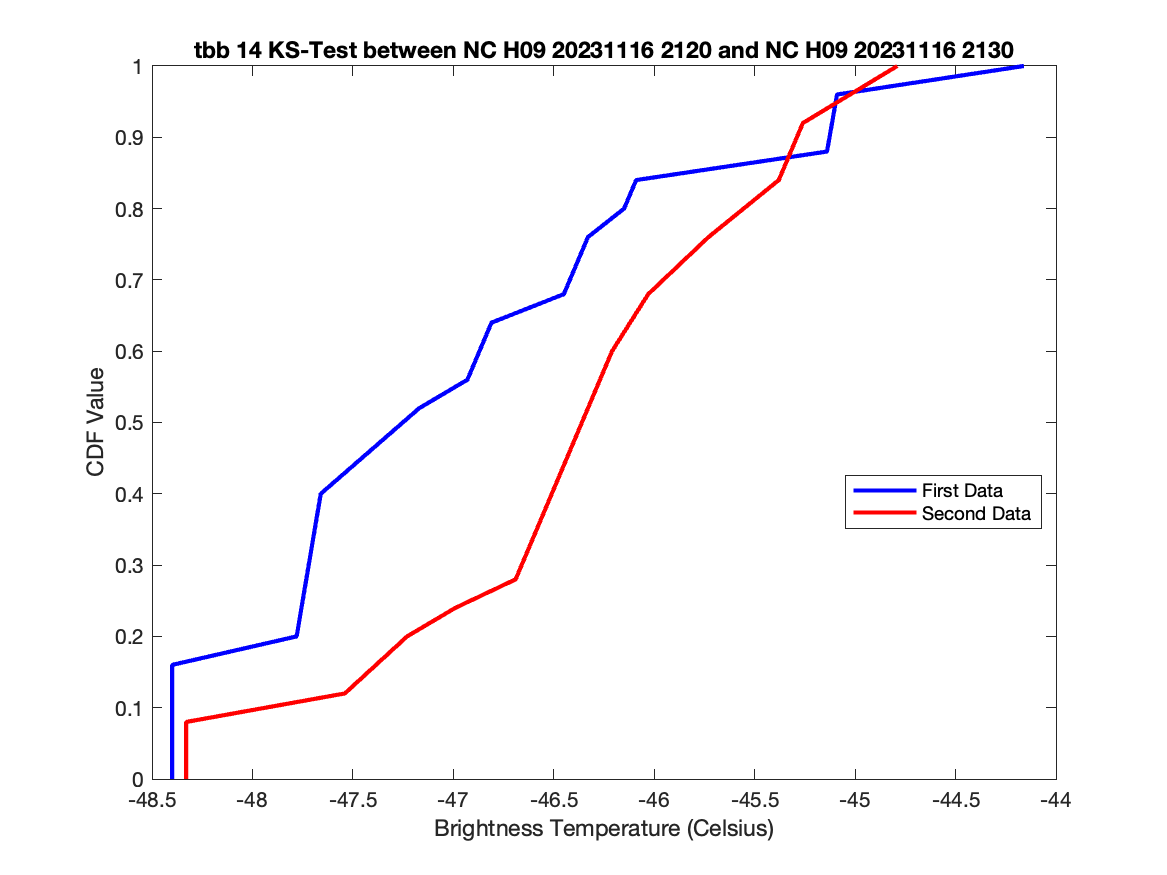 tbb 14 KS-Test between NC H09 20231116 2120 and NC H09 20231116 2130
1
0.9
0.8
0.7
0.6
0.5
0.4
0.3
0.2
0.1
0
CDF Value
First Data
Second Data
-48.5 -48 -47.5 -47 -46.5 -46 -45.5 -45 -44.5 -44
Brightness Temperature (Celsius)